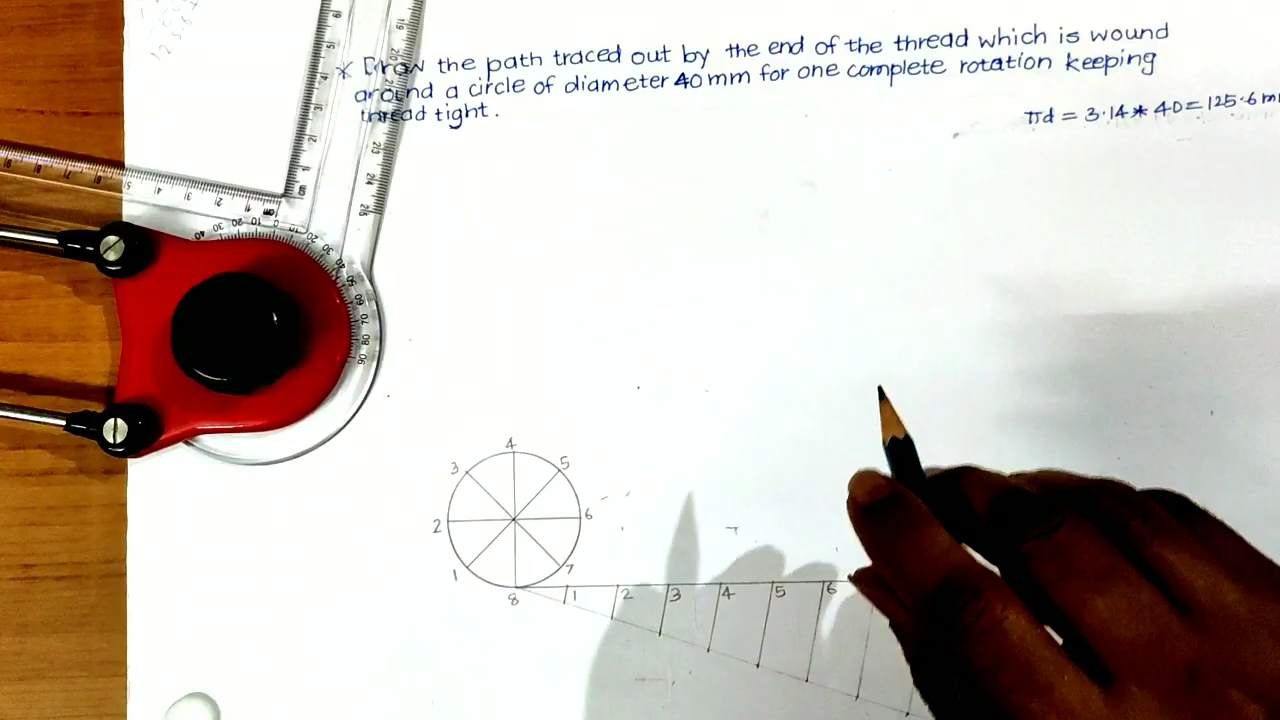 * Draw the path traced out by the end of the thread which is wound
around a circle of diameter 40 mm for one complete rotation keeping
thread tight.
πd = 3.14 * 40 = 125.6 m
4
3 5
2 6
1 7
8 1 2 3 4 5 6